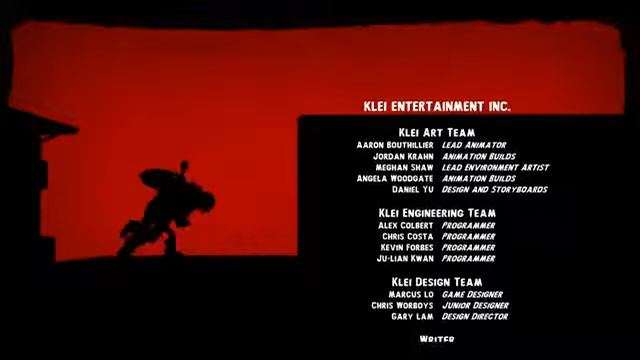 KLEI ENTERTAINMENT INC.
KLEI ART TEAM
AARON BOUTHILLIER LEAD ANIMATOR
JORDAN KRAHN ANIMATION BUILDS
MEGHAN SHAW LEAD ENVIRONMENT ARTIST
ANGELA WOODGATE ANIMATION BUILDS
DANIEL YU DESIGN AND STORYBOARDS
KLEI ENGINEERING TEAM
ALEX COLBERT PROGRAMMER
CHRIS COSTA PROGRAMMER
KEVIN FORBES PROGRAMMER
JU-LIAN KWAN PROGRAMMER
KLEI DESIGN TEAM
MARCUS LO GAME DESIGNER
CHRIS WORBOYS JUNIOR DESIGNER
GARY LAM DESIGN DIRECTOR
WRITER